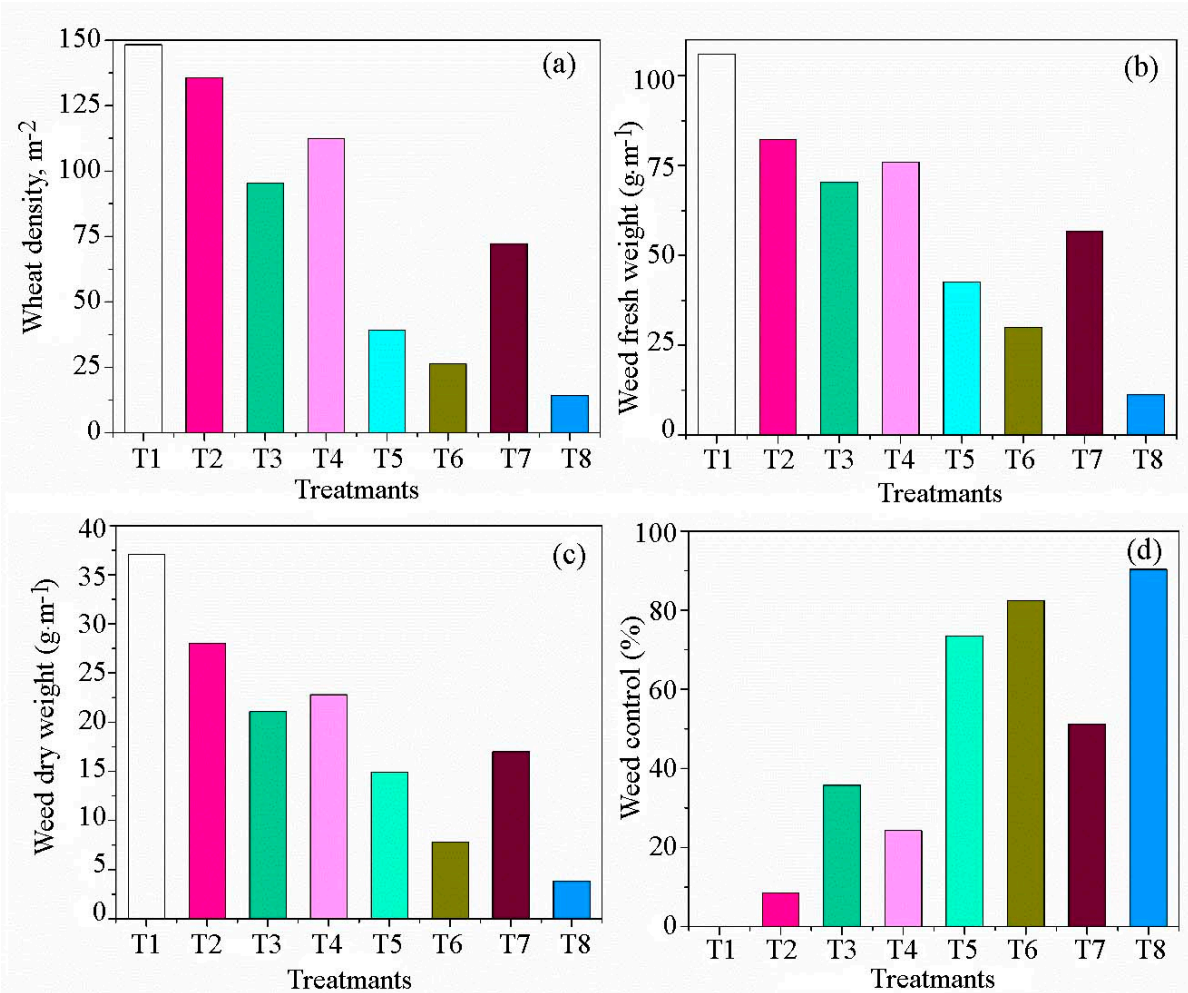 (a)
Wheat density, m-2
150
125
100
75
50
25
0
T1 T2 T3 T4 T5 T6 T7 T8
Treatmants
(b)
Weed fresh weight (g·m-1)
100
75
50
25
0
T1 T2 T3 T4 T5 T6 T7 T8
Treatmants
(c)
Weed dry weight (g·m-1)
40
35
30
25
20
15
10
5
0
T1 T2 T3 T4 T5 T6 T7 T8
Treatmants
(d)
Weed control (%)
100
80
60
40
20
0
T1 T2 T3 T4 T5 T6 T7 T8
Treatmants